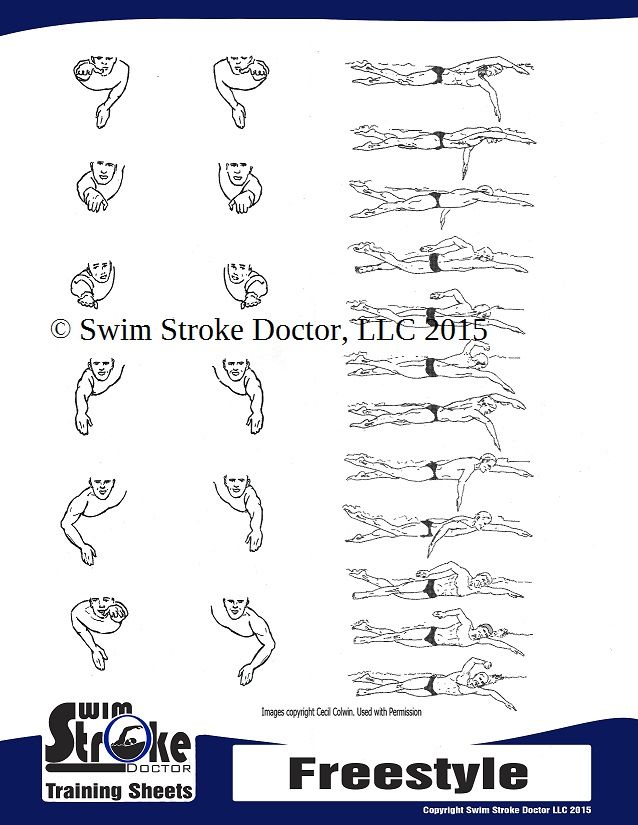 © Swim Stroke Doctor, LLC 2015
Images copyright Cecil Colwin. Used with Permission
SWIM
StrOke
DOCTOR
Training Sheets
Freestyle
Copyright Swim Stroke Doctor LLC 2015